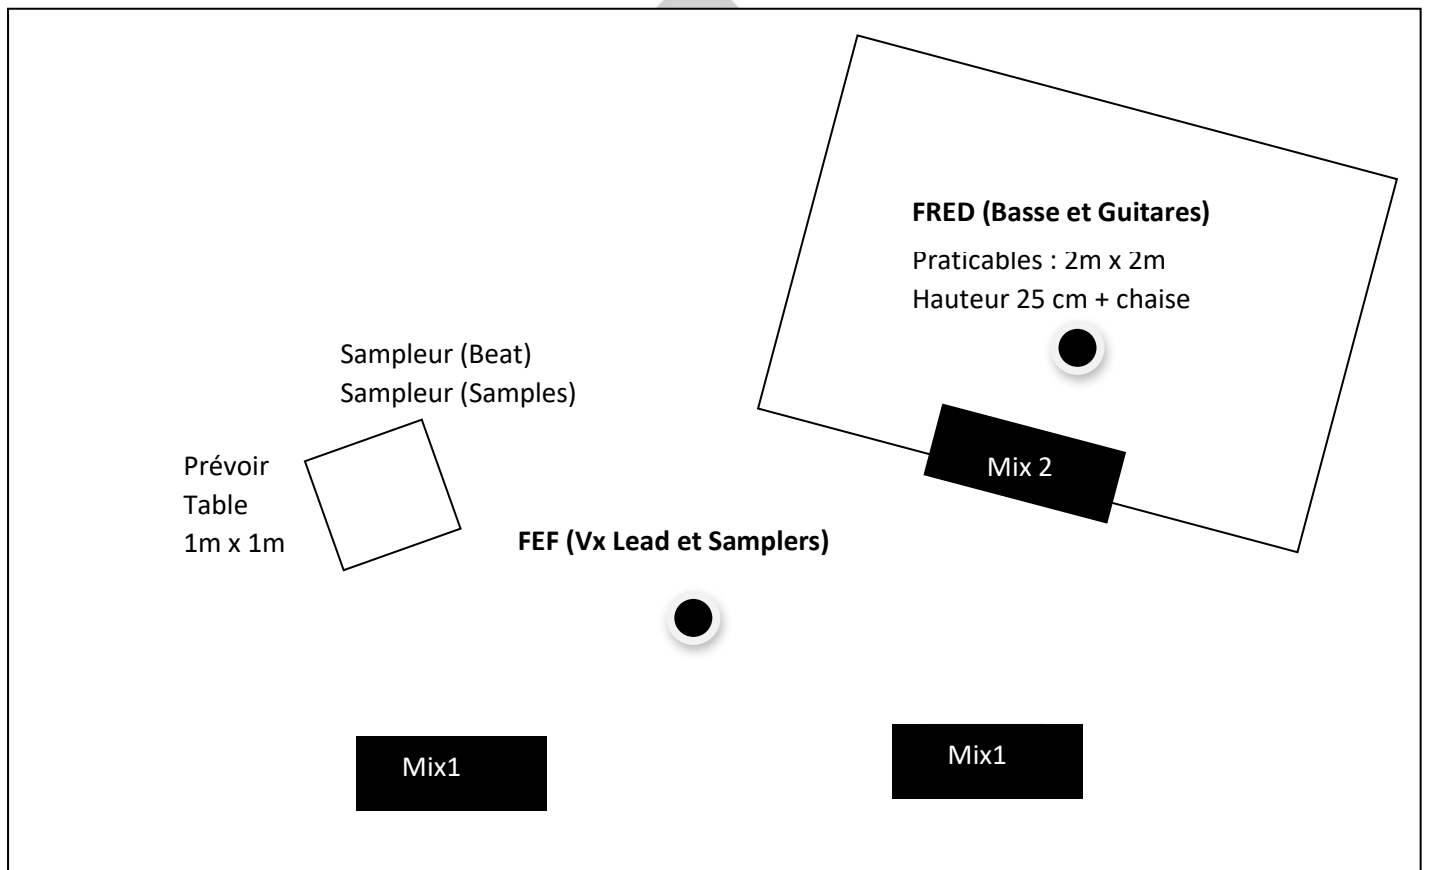 FRED (Basse et Guitares)
Praticables : 2m x 2m
Hauteur 25 cm + chaise
Sampleur (Beat)
Sampleur (Samples)
Prévoir
Table
1m x 1m
Mix 2
FEF (Vx Lead et Samplers)
Mix1
Mix1